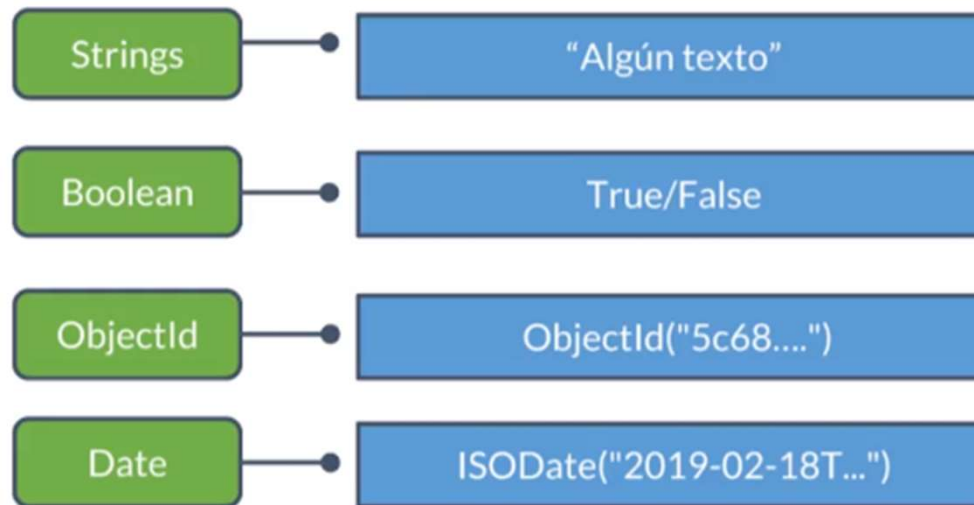 Strings
“Algún texto”
Boolean
True/False
ObjectId
ObjectId("5c68....")
Date
ISODate("2019-02-18T...")